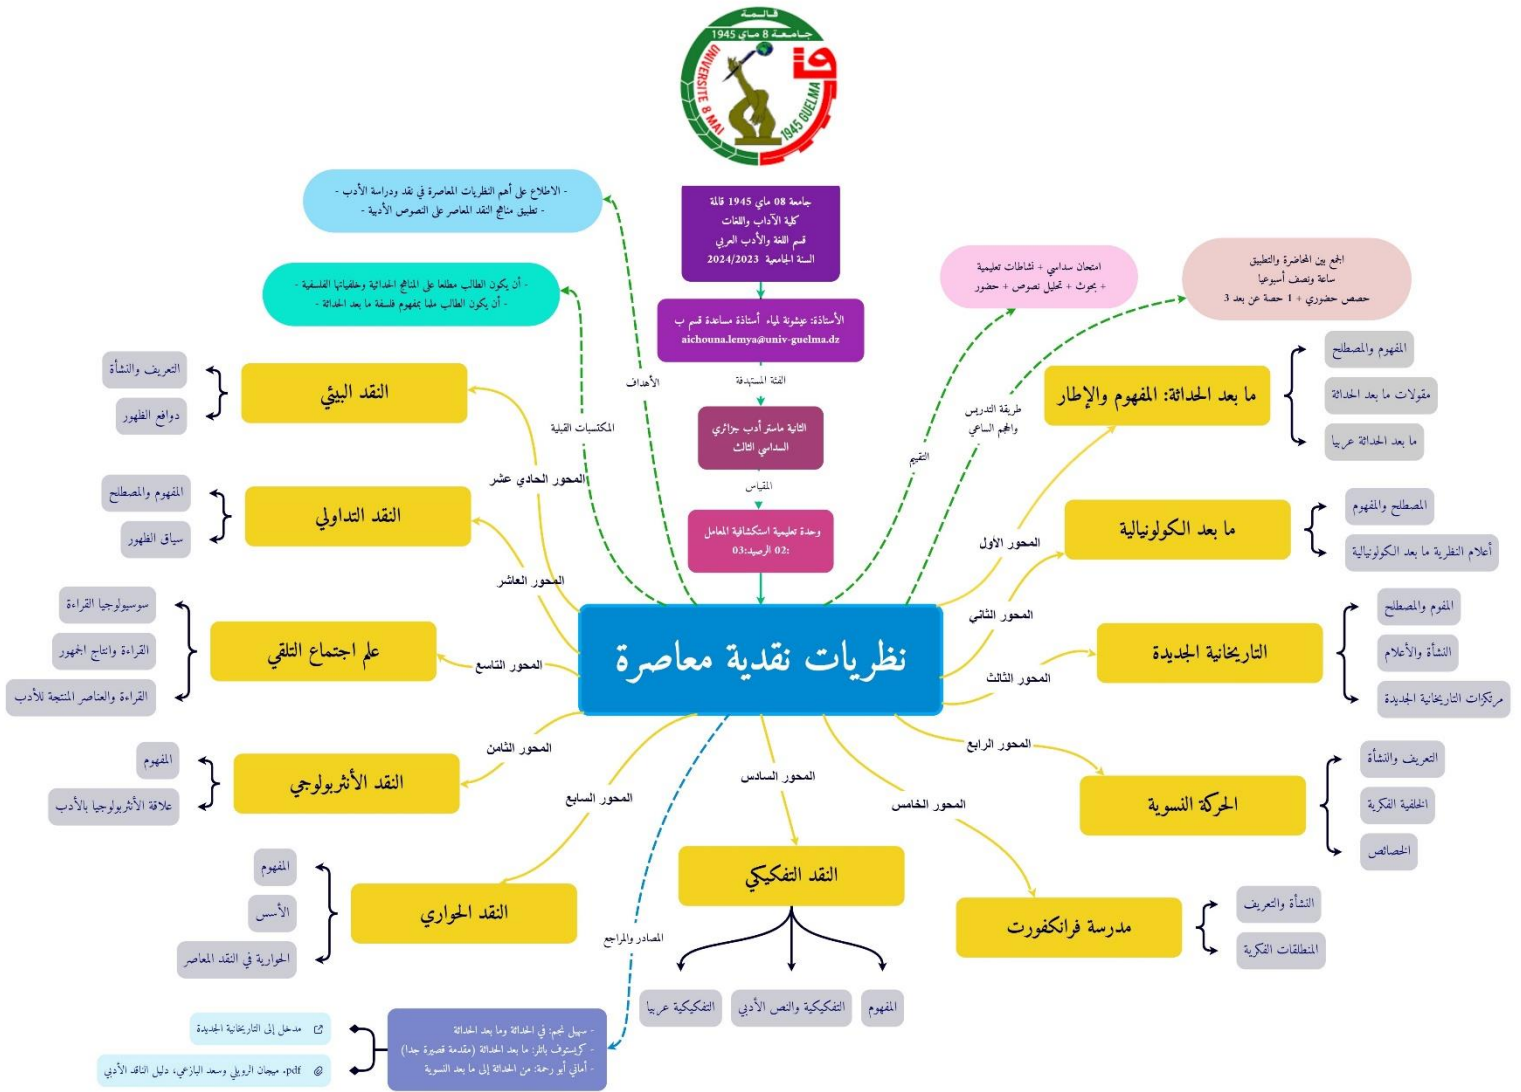 قالمة
جامعة 8 ماي 1945
UNIVERSITE 8 MAI
1945 GUELMA
جامعة 08 ماي 1945 قالمة
كلية الآداب واللغات
قسم اللغة والأدب العربي
السنة الجامعية 2024/2023
الأستاذة: عيشونة لمياء أستاذة مساعدة قسم ب
aichouna.lemya@univ-guelma.dz
الفئة المستهدفة
الثانية ماستر أدب جزائري
السداسي الثالث
المقياس
وحدة تعليمية استكشافية المعامل
:02 الرصيد:03
نظريات نقدية معاصرة
الأهداف
- الاطلاع على أهم النظريات المعاصرة في نقد ودراسة الأدب -
- تطبيق مناهج النقد المعاصر على النصوص الأدبية -
المكتسبات القبلية
- أن يكون الطالب مطلعا على المناهج الحداثية وخلفياتها الفلسفية -
- أن يكون الطالب ملما بمفهوم فلسفة ما بعد الحداثة -
التقييم
امتحان سداسي + نشاطات تعليمية
+ بحوث + تحليل نصوص + حضور
طريقة التدريس
والحجم الساعي
الجمع بين المحاضرة والتطبيق
ساعة ونصف أسبوعيا
حصص حضوري + 1 حصة عن بعد 3
المحور الأول
ما بعد الحداثة: المفهوم والإطار
المفهوم والمصطلح
مقولات ما بعد الحداثة
ما بعد الحداثة عربيا
المحور الثاني
ما بعد الكولونيالية
المصطلح والمفهوم
أعلام النظرية ما بعد الكولونيالية
المحور الثالث
التاريخانية الجديدة
المفوم والمصطلح
النشأة والأعلام
مرتكزات التاريخانية الجديدة
المحور الرابع
الحركة النسوية
التعريف والنشأة
الخلفية الفكرية
الخصائص
المحور الخامس
مدرسة فرانكفورت
النشأة والتعريف
المنطلقات الفكرية
المحور السادس
النقد التفكيكي
المفهوم
التفكيكية والنص الأدبي
التفكيكية عربيا
المحور السابع
النقد الحواري
المفهوم
الأسس
الحوارية في النقد المعاصر
المحور الثامن
النقد الأنثربولوجي
المفهوم
علاقة الأنثربولوجيا بالأدب
المحور التاسع
علم اجتماع التلقي
سوسيولوجيا القراءة
القراءة وانتاج الجمهور
القراءة والعناصر المنتجة للأدب
المحور العاشر
النقد التداولي
المفهوم والمصطلح
سياق الظهور
المحور الحادي عشر
النقد البيئي
التعريف والنشأة
دوافع الظهور
المصادر والمراجع
- سهيل نجم: في الحداثة وما بعد الحداثة
- كريستوف باتلر: ما بعد الحداثة (مقدمة قصيرة جدا)
- أماني أبو رحمة: من الحداثة إلى ما بعد النسوية
مدخل إلى التاريخانية الجديدة
pdf. ميجان الرويلي وسعد البازعي، دليل الناقد الأدبي